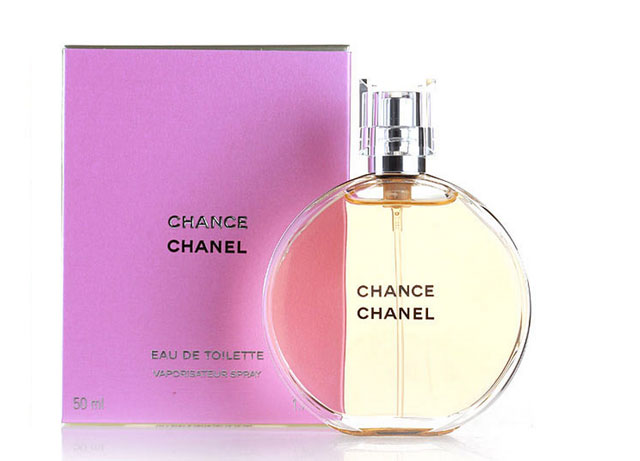 CHANCE
CHANEL
EAU DE TOILETTE
VAPORISATEUR SPRAY
50 ml
CHANCE
CHANEL